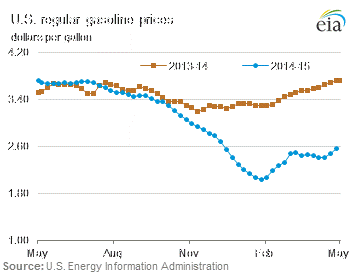 U.S. regular gasoline prices
dollars per gallon
eia
4.20
2013-14
2014-15
3.40
2.60
1.80
1.00
May
Aug
Nov
Feb
May
Source: U.S. Energy Information Administration